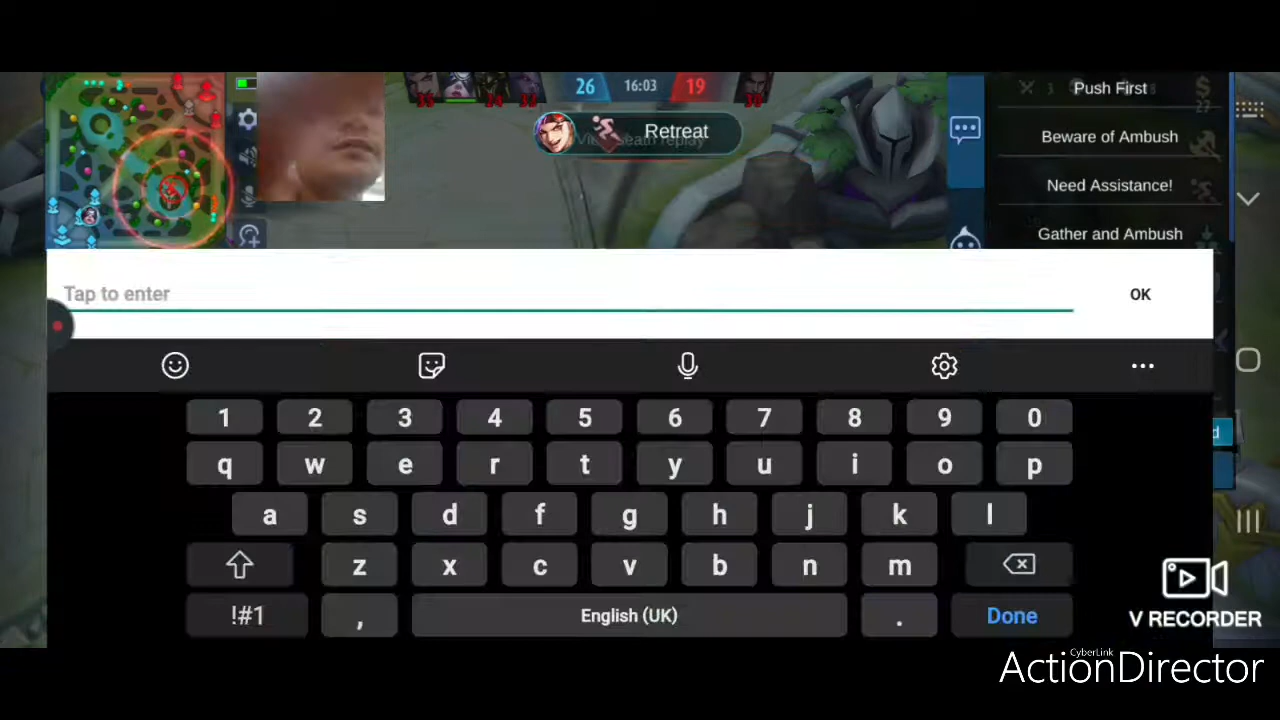 26 16:03 19
Retreat
Push First
Beware of Ambush
Need Assistance!
Gather and Ambush
Tap to enter
OK
1 2 3 4 5 6 7 8 9 0
q w e r t y u i o p
a s d f g h j k l
z x c v b n m
!#1 , English (UK) . Done
V RECORDER
CyberLink
ActionDirector